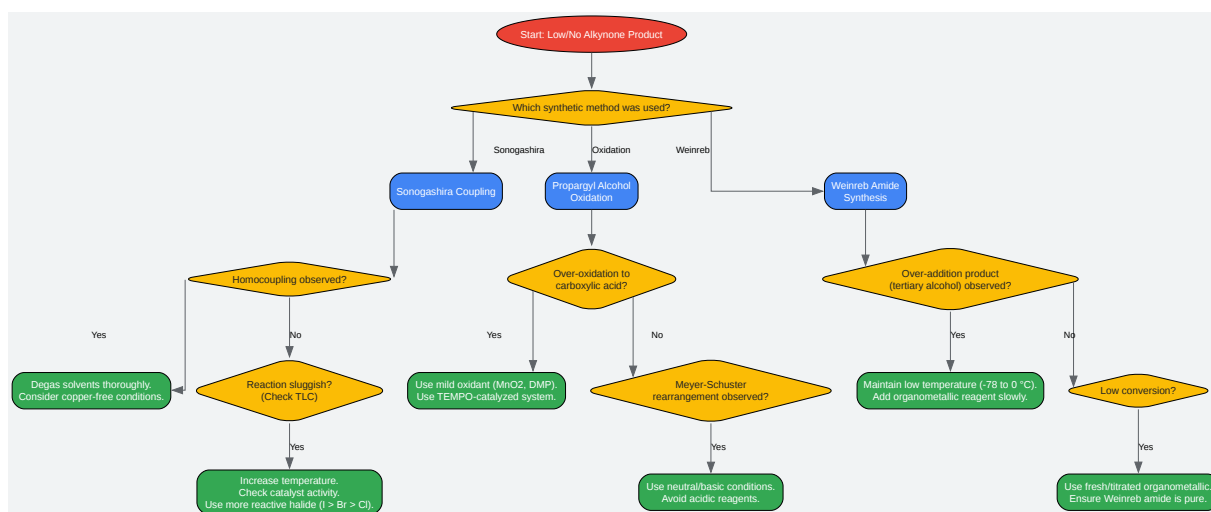 Start: Low/No Alkynone Product
Which synthetic method was used?
Sonogashira
Oxidation
Weinreb
Sonogashira Coupling
Propargyl Alcohol
Oxidation
Weinreb Amide
Synthesis
Homocoupling observed?
Over-oxidation to
carboxylic acid?
Over-addition product
(tertiary alcohol) observed?
Yes
No
Yes
No
Yes
No
Degas solvents thoroughly.
Consider copper-free conditions.
Reaction sluggish?
(Check TLC)
Use mild oxidant (MnO2, DMP).
Use TEMPO-catalyzed system.
Meyer-Schuster
rearrangement observed?
Maintain low temperature (-78 to 0 °C).
Add organometallic reagent slowly.
Low conversion?
Yes
Yes
Yes
Increase temperature.
Check catalyst activity.
Use more reactive halide (I > Br > Cl).
Use neutral/basic conditions.
Avoid acidic reagents.
Use fresh/titrated organometallic.
Ensure Weinreb amide is pure.